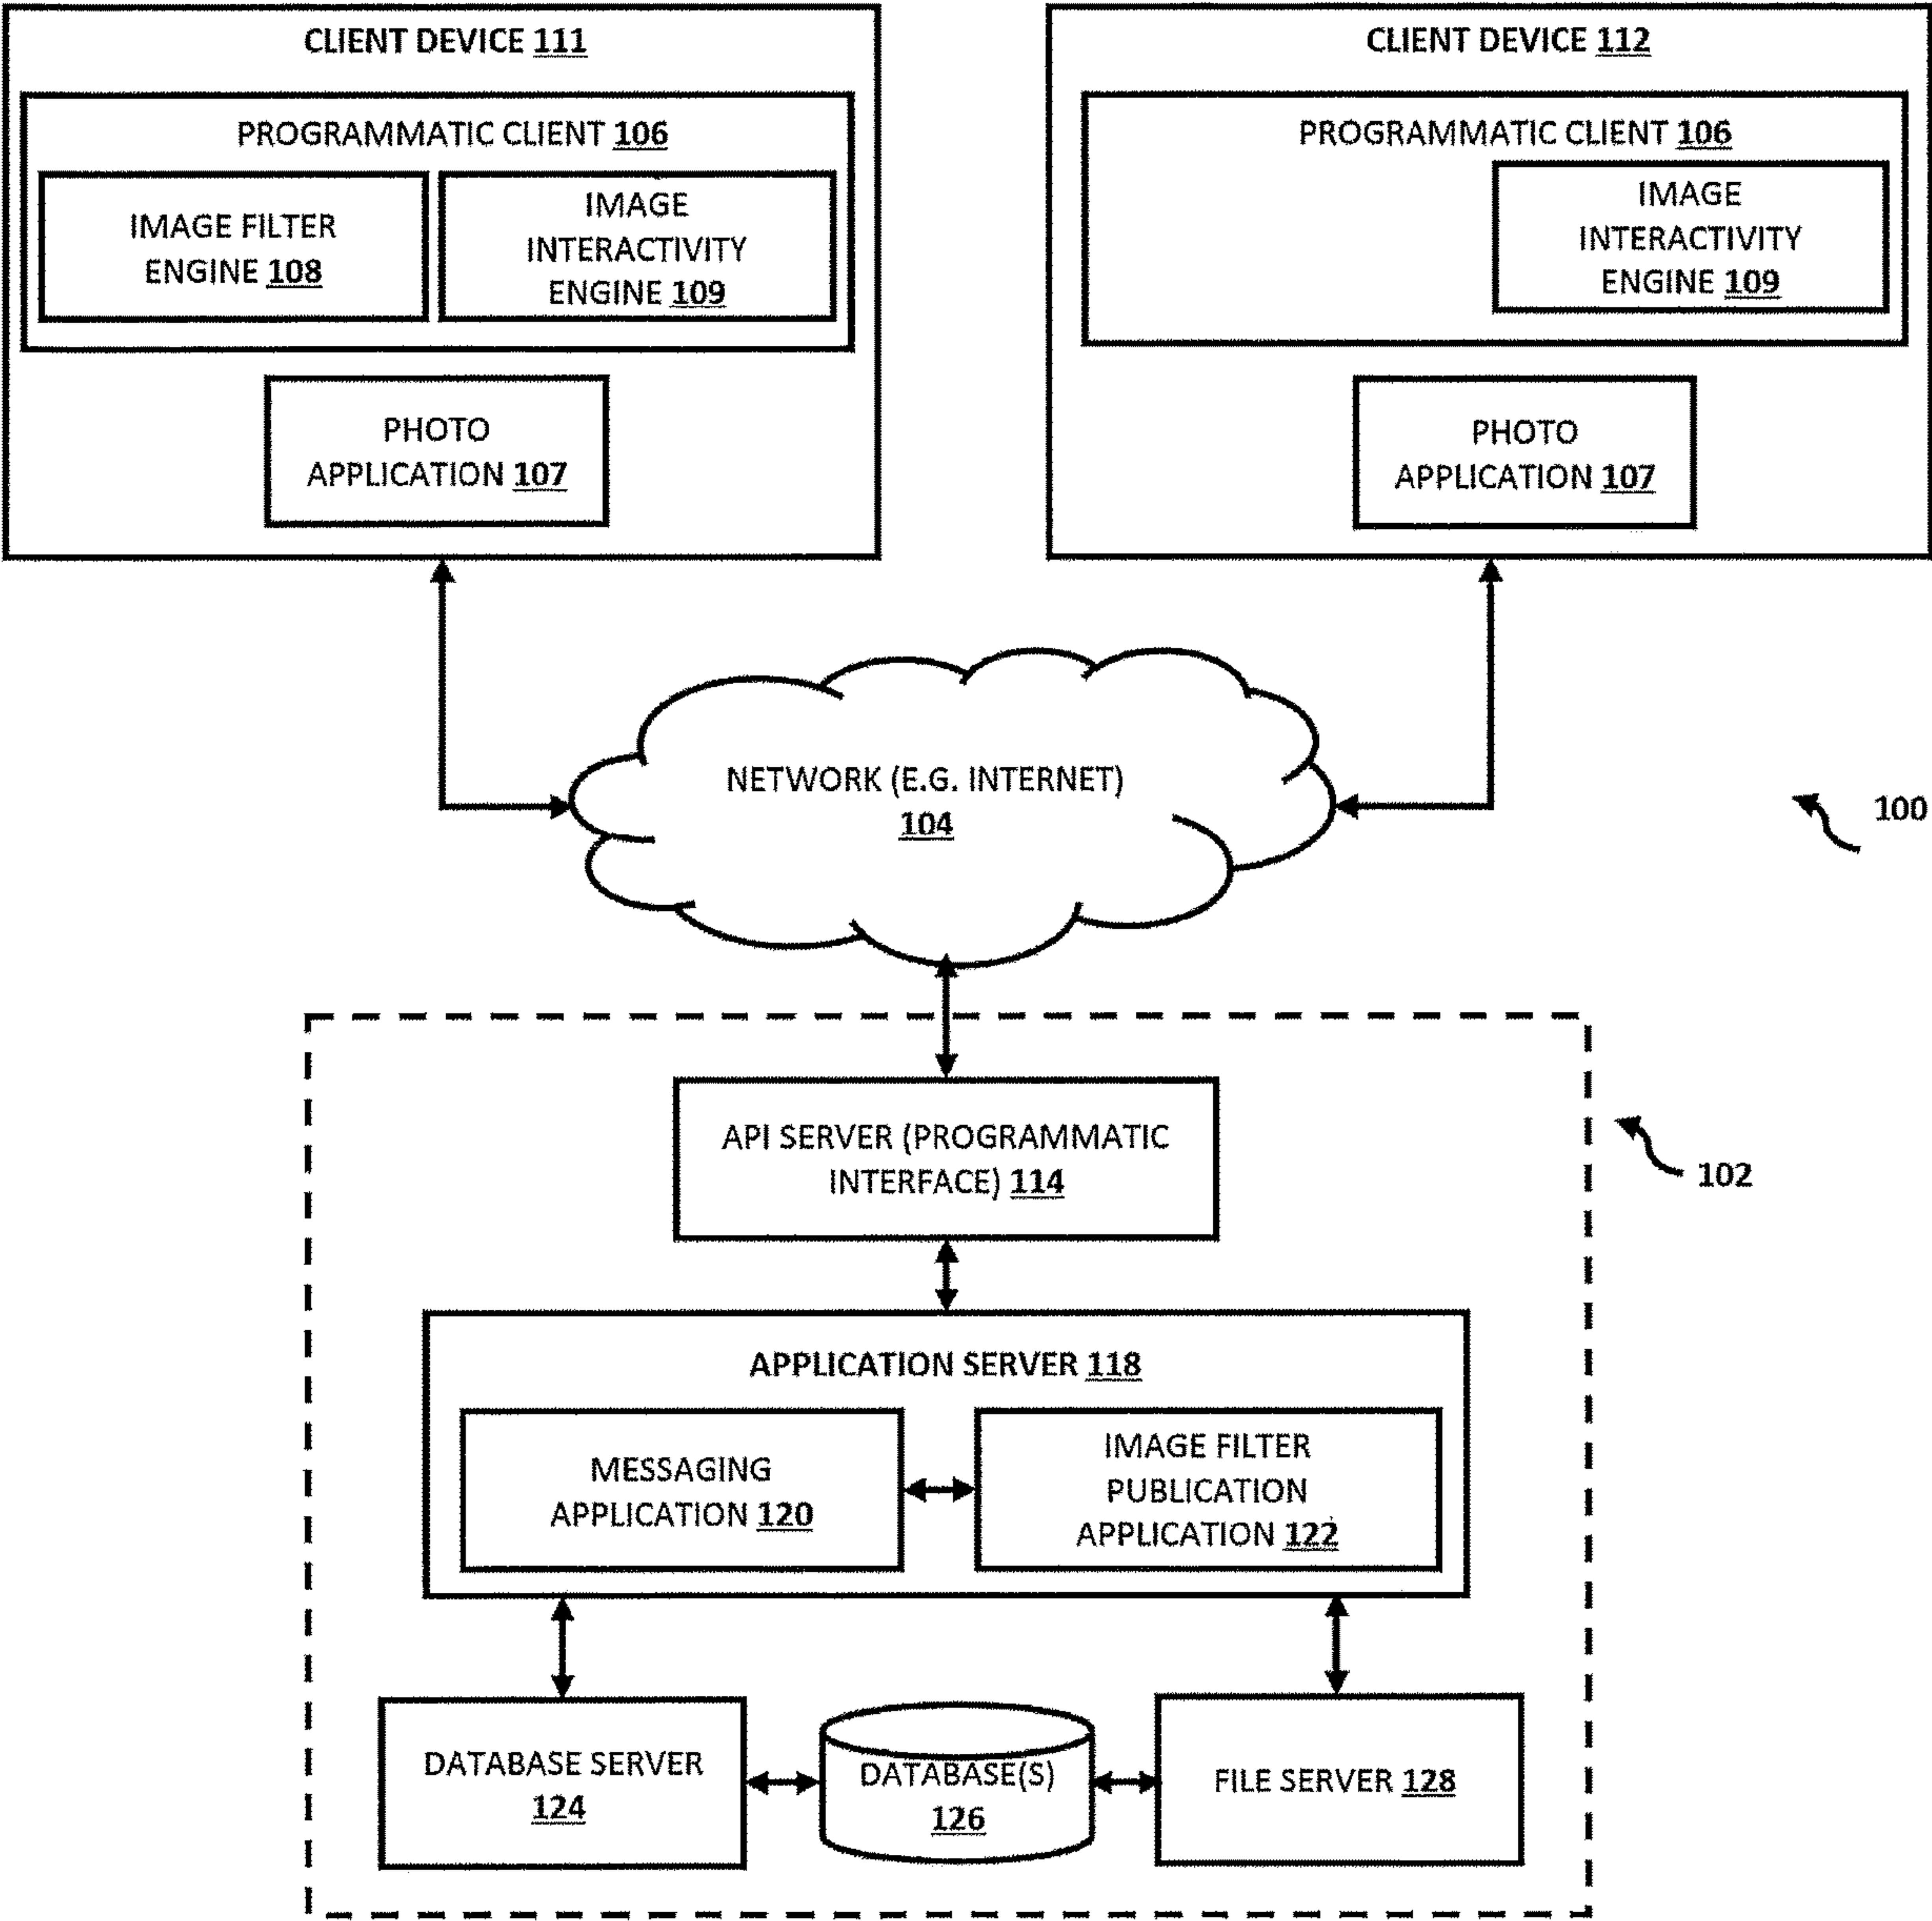 CLIENT DEVICE 111
PROGRAMMATIC CLIENT 106
IMAGE FILTER
ENGINE 108
IMAGE
INTERACTIVITY
ENGINE 109
PHOTO
APPLICATION 107
CLIENT DEVICE 112
PROGRAMMATIC CLIENT 106
IMAGE
INTERACTIVITY
ENGINE 109
PHOTO
APPLICATION 107
NETWORK (E.G. INTERNET)
104
100
API SERVER (PROGRAMMATIC
INTERFACE) 114
102
APPLICATION SERVER 118
MESSAGING
APPLICATION 120
IMAGE FILTER
PUBLICATION
APPLICATION 122
DATABASE SERVER
124
DATABASE(S)
126
FILE SERVER 128